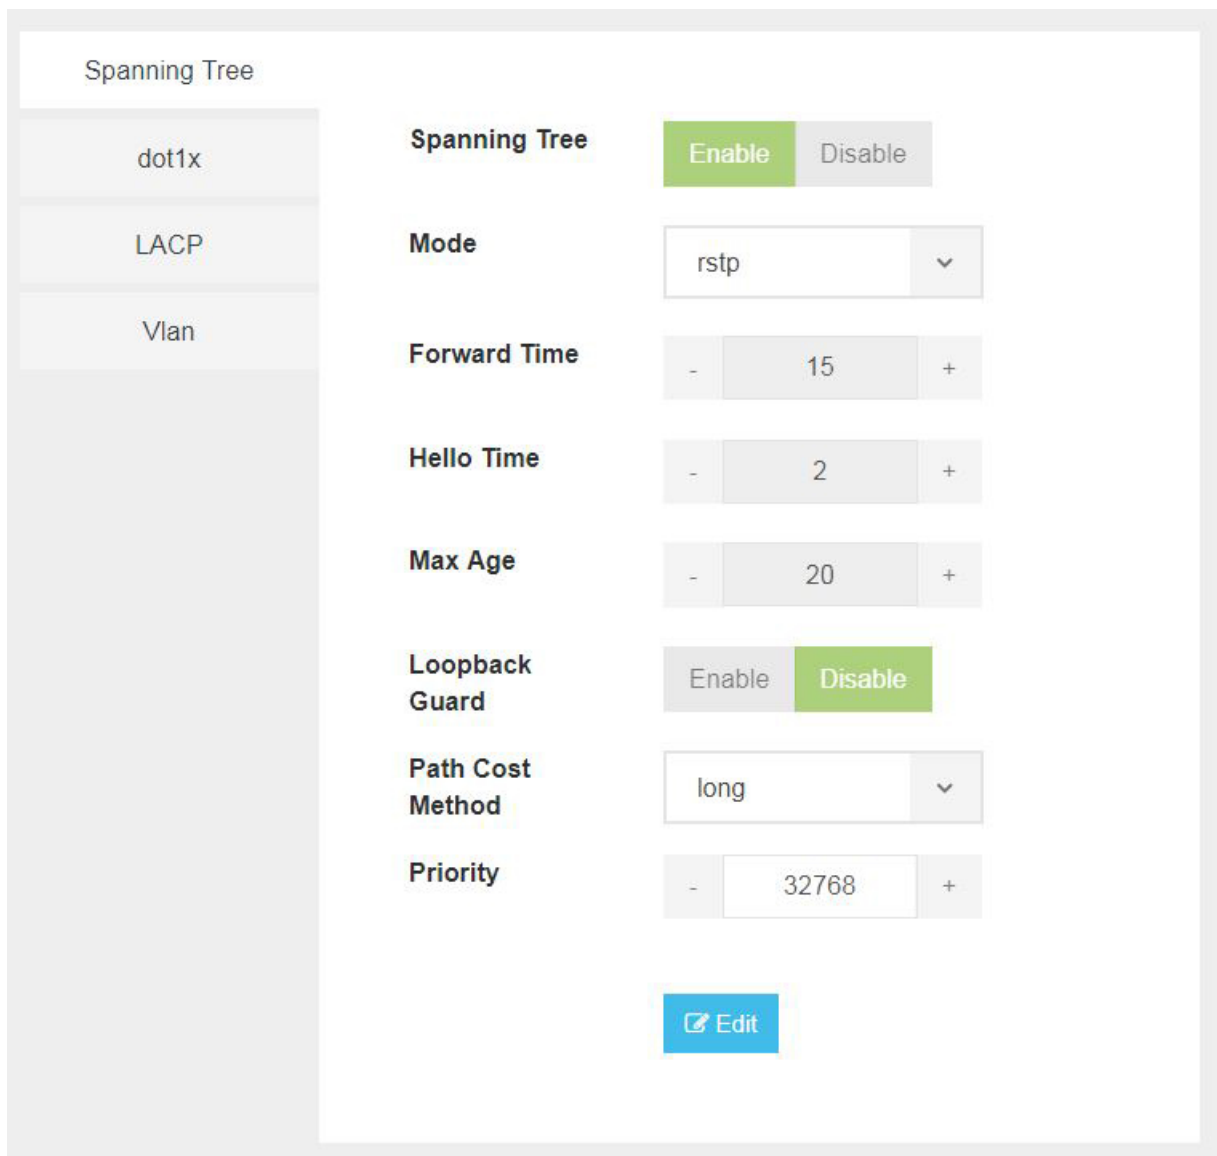 Spanning Tree
dot1x
LACP
Vlan
Spanning Tree Enable Disable
Mode rstp
Forward Time - 15 +
Hello Time - 2 +
Max Age - 20 +
Loopback
Guard
Enable Disable
Path Cost
Method
long
Priority - 32768 +
Edit